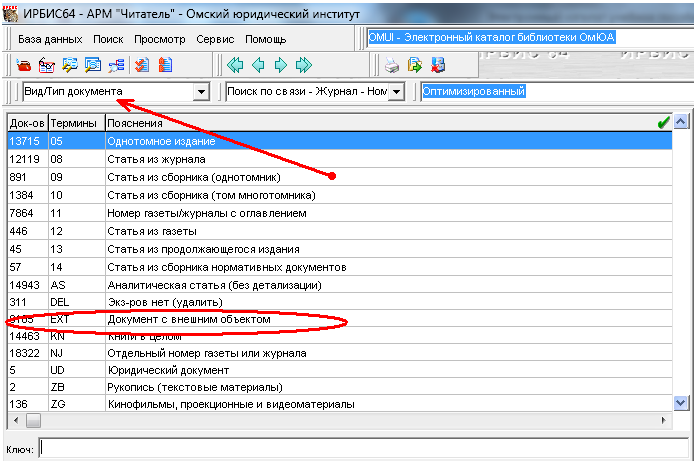 ИРБИС64 - АРМ "Читатель" - Омский юридический институт
База данных Поиск Просмотр Сервис Помощь
OMUI - Электронный каталог библиотеки ОмЮА
Вид/Тип документа
Поиск по связи - Журнал - Ном
Оптимизированный
Док-ов Термины Пояснения
13715 05 Однотомное издание
12119 08 Статья из журнала
891 09 Статья из сборника (однотомник)
1384 10 Статья из сборника (том многотомника)
7864 11 Номер газеты/журналы с оглавлением
446 12 Статья из газеты
45 13 Статья из продолжающегося издания
57 14 Статья из сборника нормативных документов
14943 AS Аналитическая статья (без детализации)
311 DEL Экз-ров нет (удалить)
EXT Документ с внешним объектом
14463 KN Книги в целом
18322 NJ Отдельный номер газеты или журнала
5 UD Юридический документ
2 ZB Рукопись (текстовые материалы)
136 ZG Кинофильмы, проекционные и видеоматериалы
Ключ: